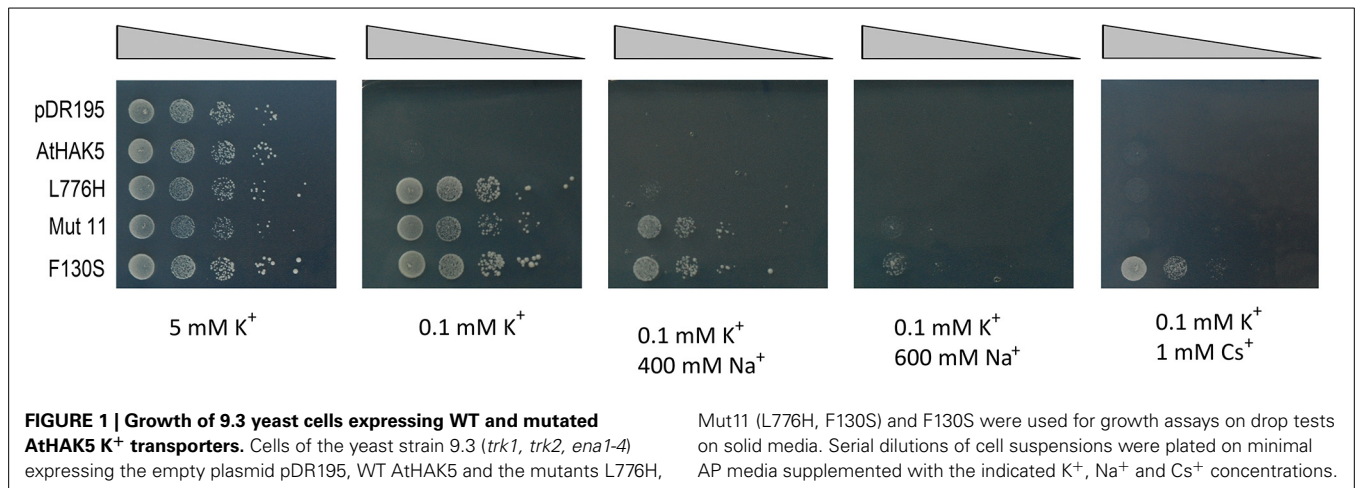 pDR195
AtHAK5
L776H
Mut 11
F130S
5 mM K⁺
0.1 mM K⁺
0.1 mM K⁺
400 mM Na⁺
0.1 mM K⁺
600 mM Na⁺
0.1 mM K⁺
1 mM Cs⁺
FIGURE 1 | Growth of 9.3 yeast cells expressing WT and mutated
AtHAK5 K⁺ transporters. Cells of the yeast strain 9.3 (trk1, trk2, ena1-4)
expressing the empty plasmid pDR195, WT AtHAK5 and the mutants L776H,
Mut11 (L776H, F130S) and F130S were used for growth assays on drop tests
on solid media. Serial dilutions of cell suspensions were plated on minimal
AP media supplemented with the indicated K⁺, Na⁺ and Cs⁺ concentrations.